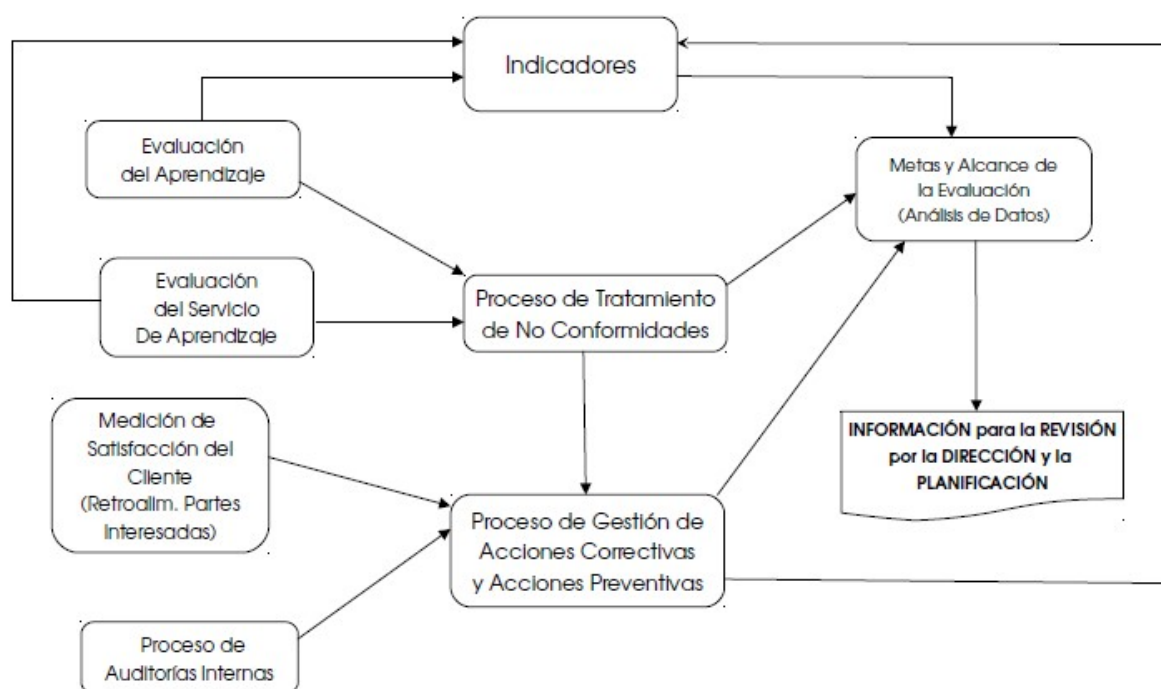 Indicadores
Evaluación
del Aprendizaje
Metas y Alcance de
la Evaluación
(Análisis de Datos)
Evaluación
del Servicio
De Aprendizaje
Proceso de Tratamiento
de No Conformidades
Medición de
Satisfacción del
Cliente
(Retroalim. Partes
Interesadas)
INFORMACIÓN para la REVISIÓN
por la DIRECCIÓN y la
PLANIFICACIÓN
Proceso de Gestión de
Acciones Correctivas
y Acciones Preventivas
Proceso de
Auditorías Internas